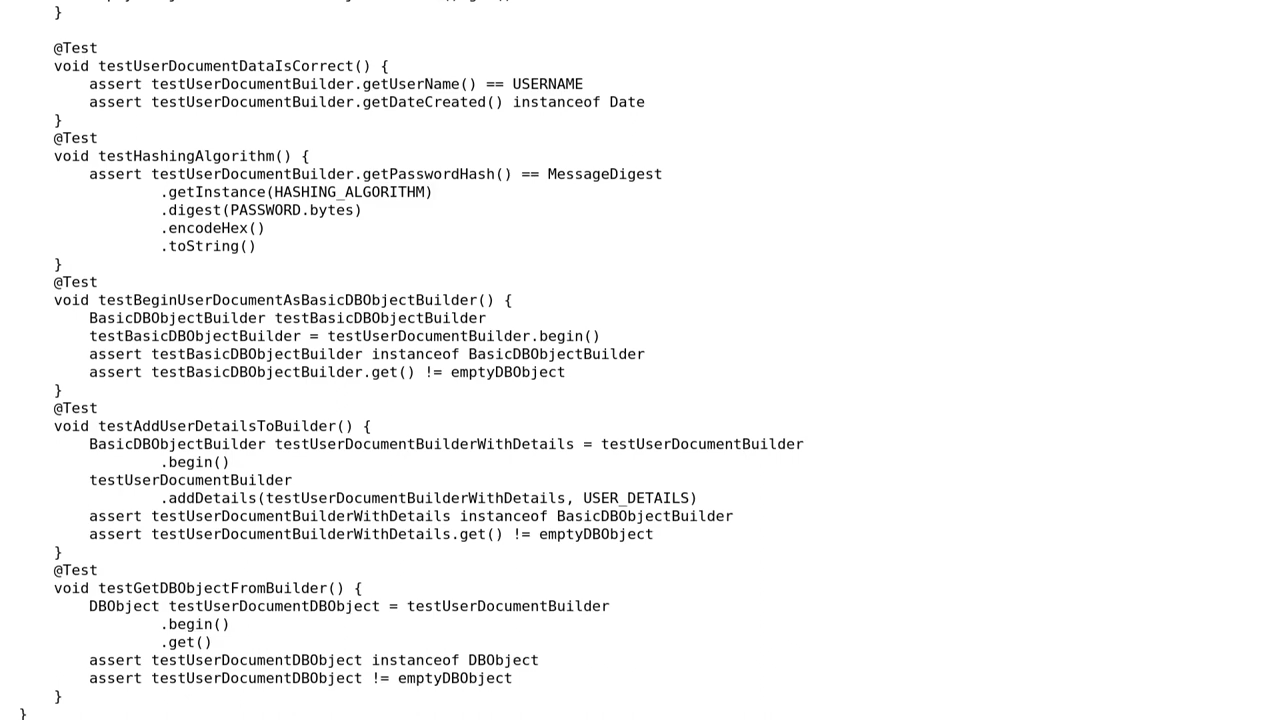 }

@Test
void testUserDocumentDataIsCorrect() {
assert testUserDocumentBuilder.getUserName() == USERNAME
assert testUserDocumentBuilder.getDateCreated() instanceof Date
}
@Test
void testHashingAlgorithm() {
assert testUserDocumentBuilder.getPasswordHash() == MessageDigest
.getInstance(HASHING_ALGORITHM)
.digest(PASSWORD.bytes)
.encodeHex()
.toString()
}
@Test
void testBeginUserDocumentAsBasicDBObjectBuilder() {
BasicDBObjectBuilder testBasicDBObjectBuilder
testBasicDBObjectBuilder = testUserDocumentBuilder.begin()
assert testBasicDBObjectBuilder instanceof BasicDBObjectBuilder
assert testBasicDBObjectBuilder.get() != emptyDBObject
}
@Test
void testAddUserDetailsToBuilder() {
BasicDBObjectBuilder testUserDocumentBuilderWithDetails = testUserDocumentBuilder
.begin()
testUserDocumentBuilder
.addDetails(testUserDocumentBuilderWithDetails, USER_DETAILS)
assert testUserDocumentBuilderWithDetails instanceof BasicDBObjectBuilder
assert testUserDocumentBuilderWithDetails.get() != emptyDBObject
}
@Test
void testGetDBObjectFromBuilder() {
DBObject testUserDocumentDBObject = testUserDocumentBuilder
.begin()
.get()
assert testUserDocumentDBObject instanceof DBObject
assert testUserDocumentDBObject != emptyDBObject
}
}